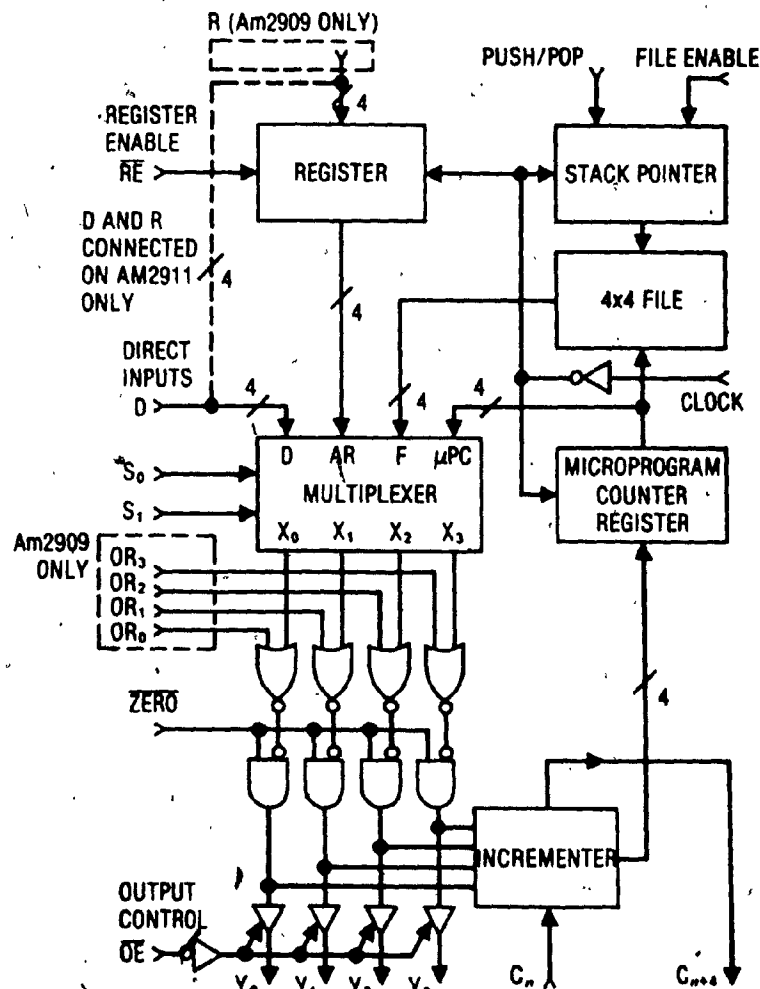 R (Am2909 ONLY)
PUSH/POP
FILE ENABLE
4
REGISTER
ENABLE
RE
REGISTER
STACK POINTER
D AND R
CONNECTED
ON AM2911
ONLY
4
4
4x4 FILE
DIRECT
INPUTS
D
4
4
4
CLOCK
D AR F μPC
MULTIPLEXER
X₀ X₁ X₂ X₃
S₀
S₁
MICROPROGRAM
COUNTER
REGISTER
Am2909
ONLY
OR₃
OR₂
OR₁
OR₀
ZERO
4
INCREMENTER
OUTPUT
CONTROL
OE
Cₙ
Cₙ₊₄